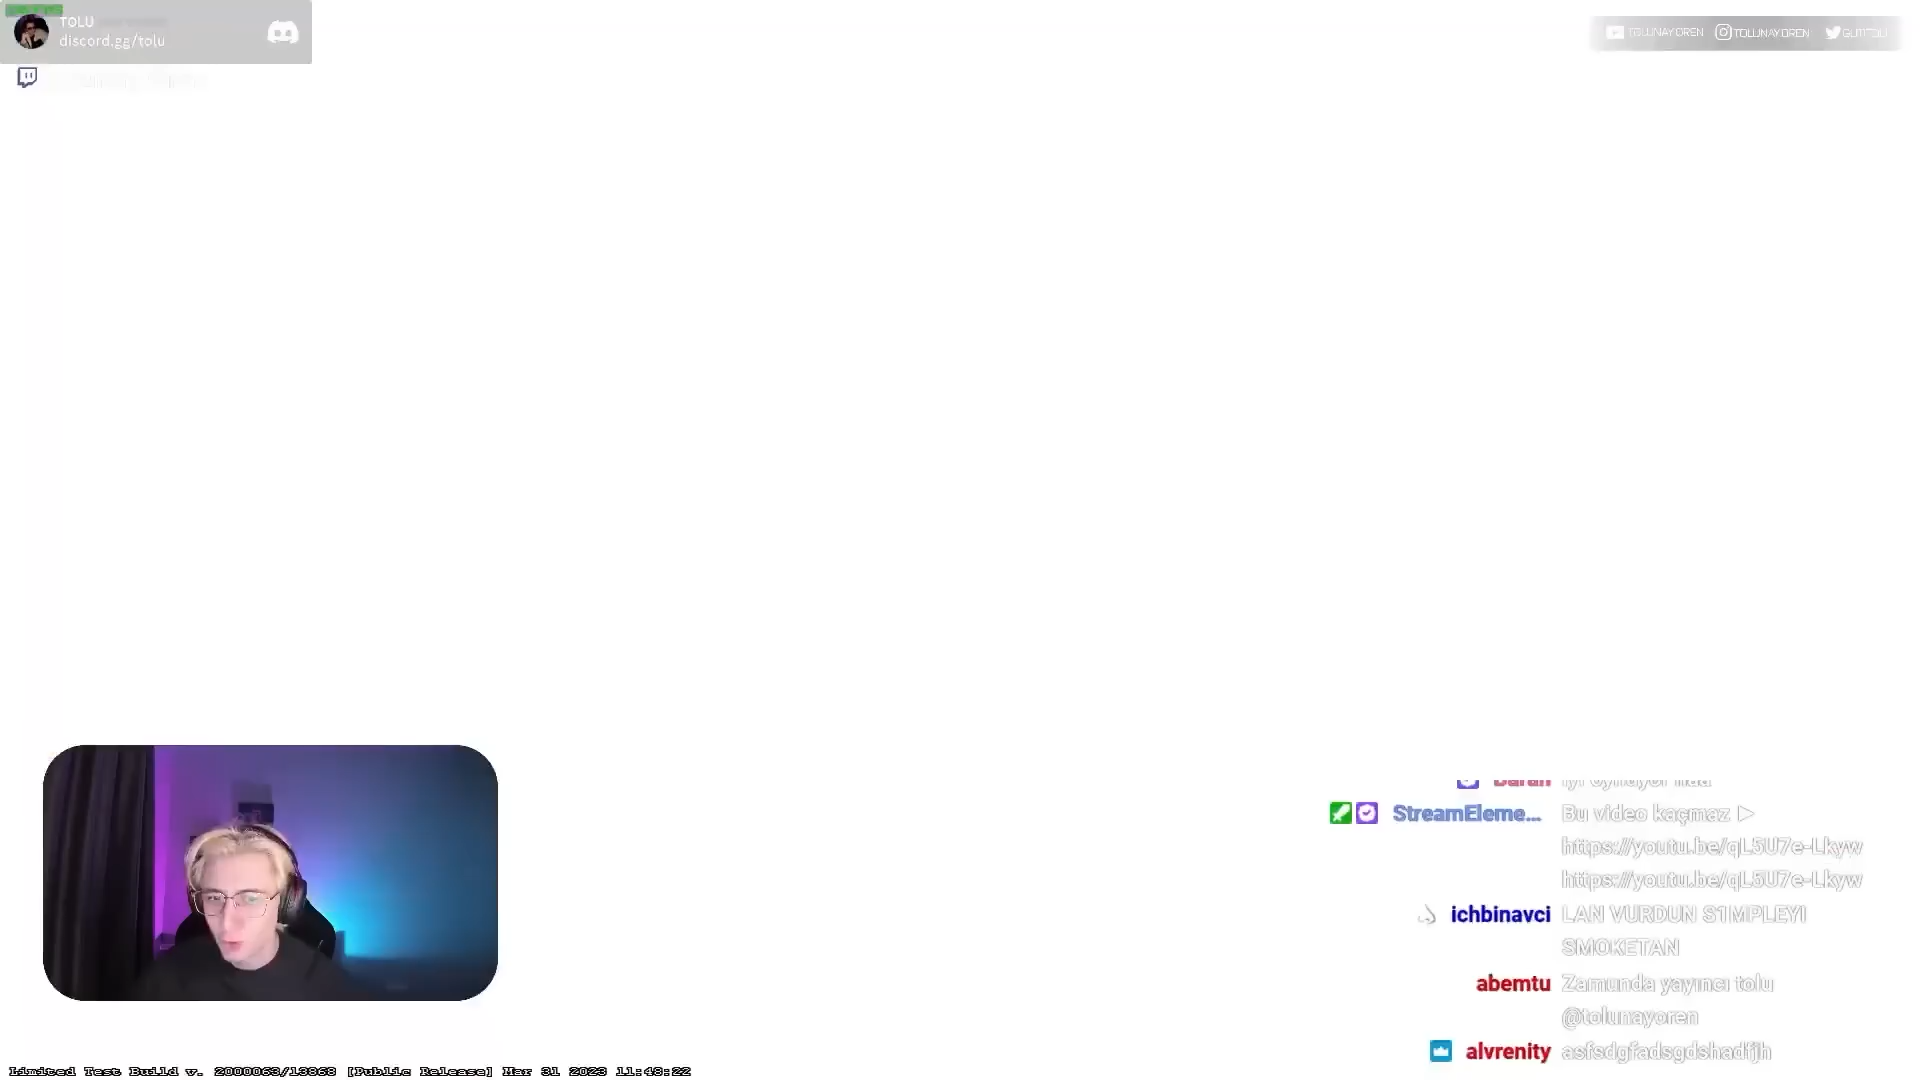 TOLU
discord.gg/tolu
TOLUNAYOREN TOLUNAYOREN
StreamEleme... Bu video kaçmaz ▷
https://youtu.be/qL5U7e-Lkyw
https://youtu.be/qL5U7e-Lkyw
ichbinavci LAN VURDUN S1MPLEYI
SMOKETAN
abemtu Zamunda yayıncı tolu
@tolunayoren
alvrenity asfsdgfadsgdshadfjh
Limited Test Build v. 2000063/13868 [Public Release] Mar 31 2023 11:48:22